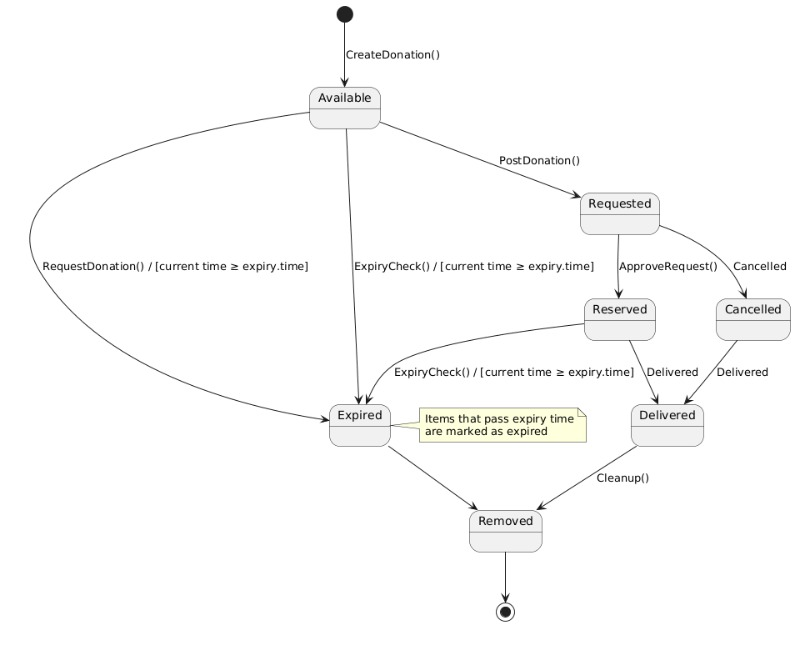 CreateDonation()
Available
PostDonation()
Requested
RequestDonation() / [current time ≥ expiry.time]
ExpiryCheck() / [current time ≥ expiry.time]
ApproveRequest()
Cancelled
Reserved
Cancelled
ExpiryCheck() / [current time ≥ expiry.time]
Delivered
Delivered
Expired
Items that pass expiry time
are marked as expired
Delivered
Cleanup()
Removed